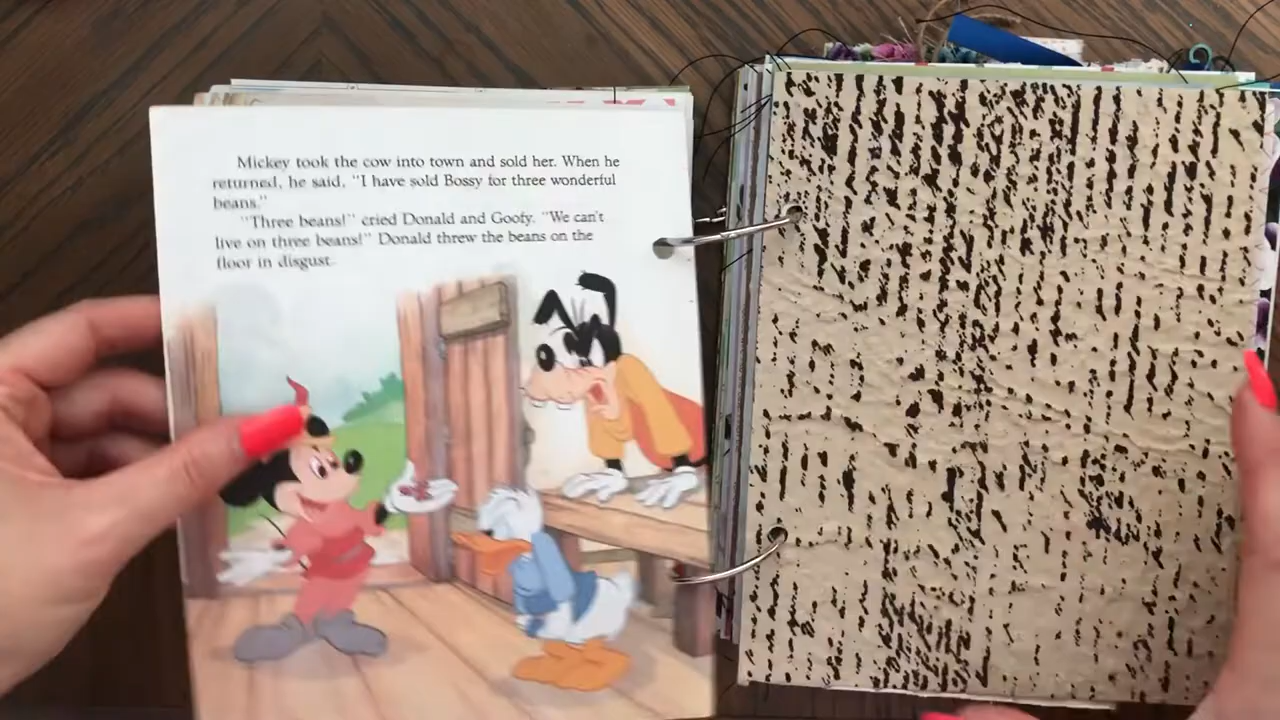 Mickey took the cow into town and sold her. When he
returned, he said, "I have sold Bossy for three wonderful
beans."
"Three beans!" cried Donald and Goofy. "We can't
live on three beans!" Donald threw the beans on the
floor in disgust.